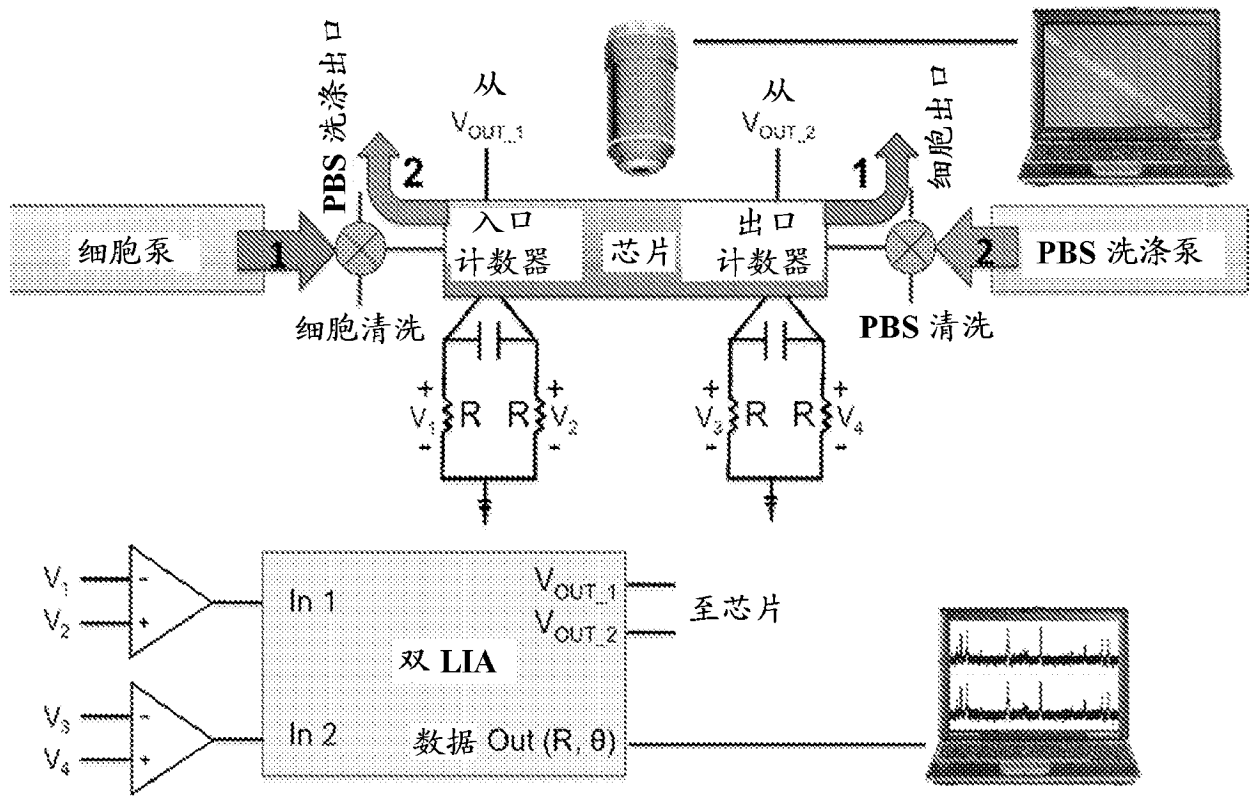 PBS 洗涤出口
2
从
V_OUT_1
从
V_OUT_2
1
细胞出口
细胞泵
1
入口
计数器
芯片
出口
计数器
2
PBS 洗涤泵
细胞清洗
PBS 清洗
+
V₁
-
R
R
+
V₂
-
+
V₃
-
R
R
+
V₄
-
V₁
-
V₂
+
In 1
V_OUT_1
V_OUT_2
至芯片
双 LIA
V₃
-
V₄
+
In 2
数据 Out (R, θ)